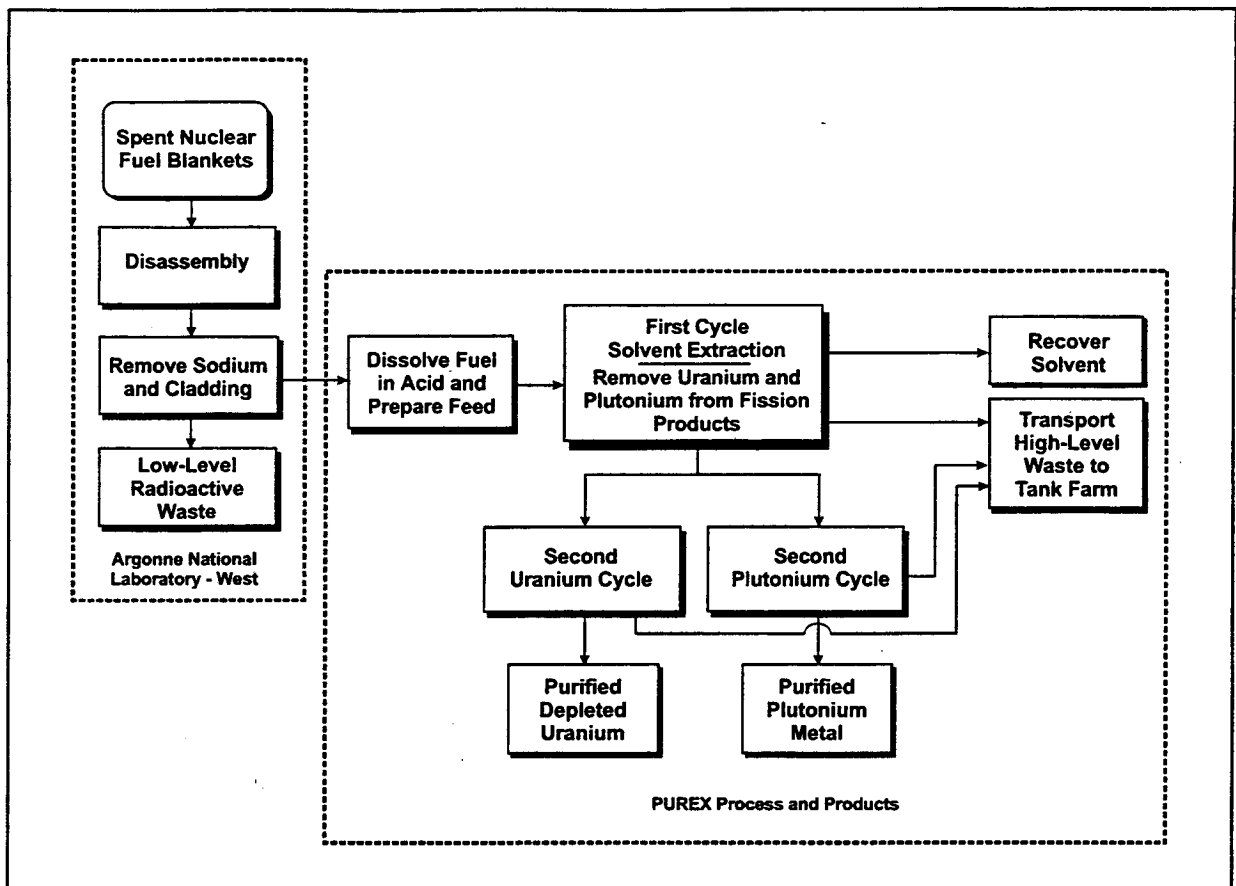 Spent Nuclear
Fuel Blankets
Disassembly
Remove Sodium
and Cladding
Low-Level
Radioactive
Waste
Argonne National
Laboratory - West
Dissolve Fuel
in Acid and
Prepare Feed
First Cycle
Solvent Extraction
Remove Uranium and
Plutonium from Fission
Products
Recover
Solvent
Transport
High-Level
Waste to
Tank Farm
Second
Uranium Cycle
Second
Plutonium Cycle
Purified
Depleted
Uranium
Purified
Plutonium
Metal
PUREX Process and Products